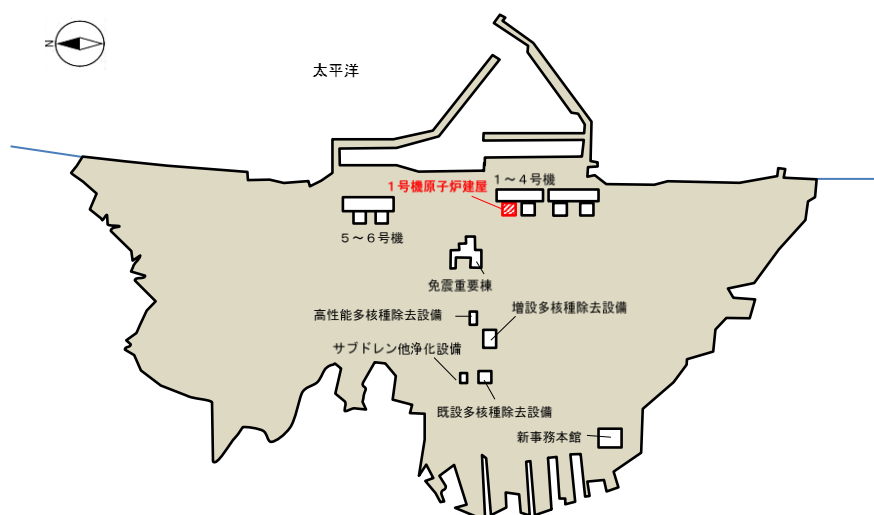 N
太平洋
1～4号機
1号機原子炉建屋
5～6号機
免震重要棟
高性能多核種除去設備
増設多核種除去設備
サブドレン他浄化設備
既設多核種除去設備
新事務本館